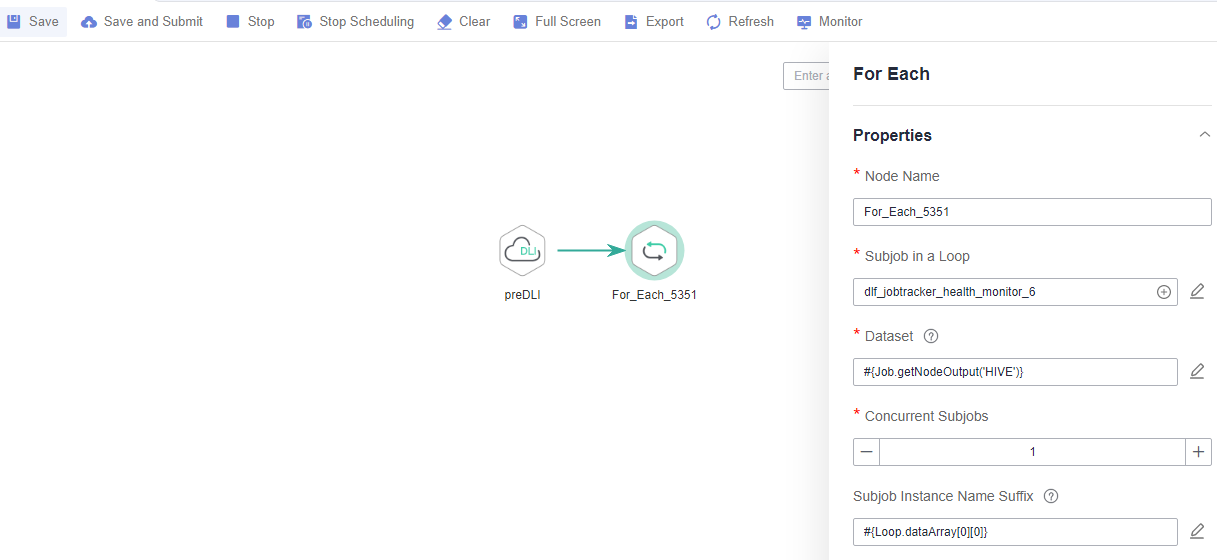 Save Save and Submit Stop Stop Scheduling Clear Full Screen Export Refresh Monitor
Enter a
DLI
preDLI
For_Each_5351
For Each
Properties
* Node Name
For_Each_5351
* Subjob in a Loop
dlf_jobtracker_health_monitor_6
* Dataset ?
#{Job.getNodeOutput('HIVE')}
* Concurrent Subjobs
— 1 +
Subjob Instance Name Suffix ?
#{Loop.dataArray[0][0]}